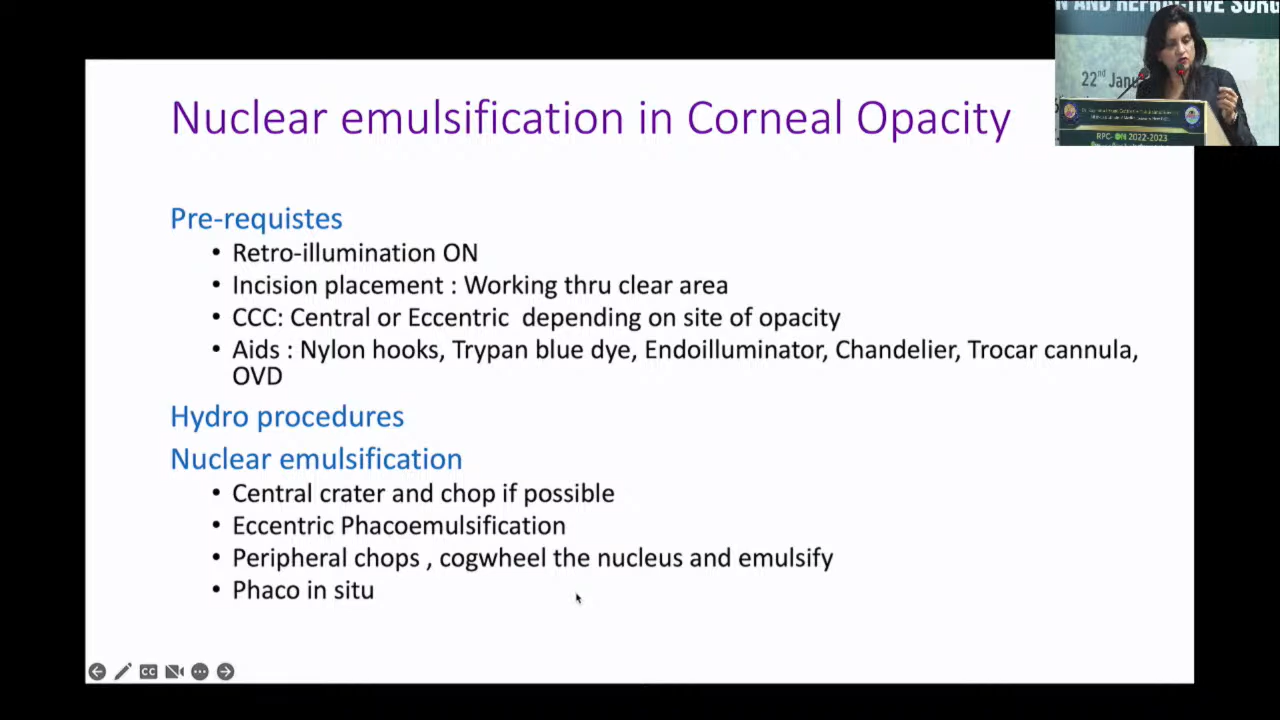 N AND REFRACTIVE SURG
22nd Janu
RPC- ON 2022-2023
Nuclear emulsification in Corneal Opacity
Pre-requistes
• Retro-illumination ON
• Incision placement : Working thru clear area
• CCC: Central or Eccentric depending on site of opacity
• Aids : Nylon hooks, Trypan blue dye, Endoilluminator, Chandelier, Trocar cannula,
OVD
Hydro procedures
Nuclear emulsification
• Central crater and chop if possible
• Eccentric Phacoemulsification
• Peripheral chops , cogwheel the nucleus and emulsify
• Phaco in situ
CC